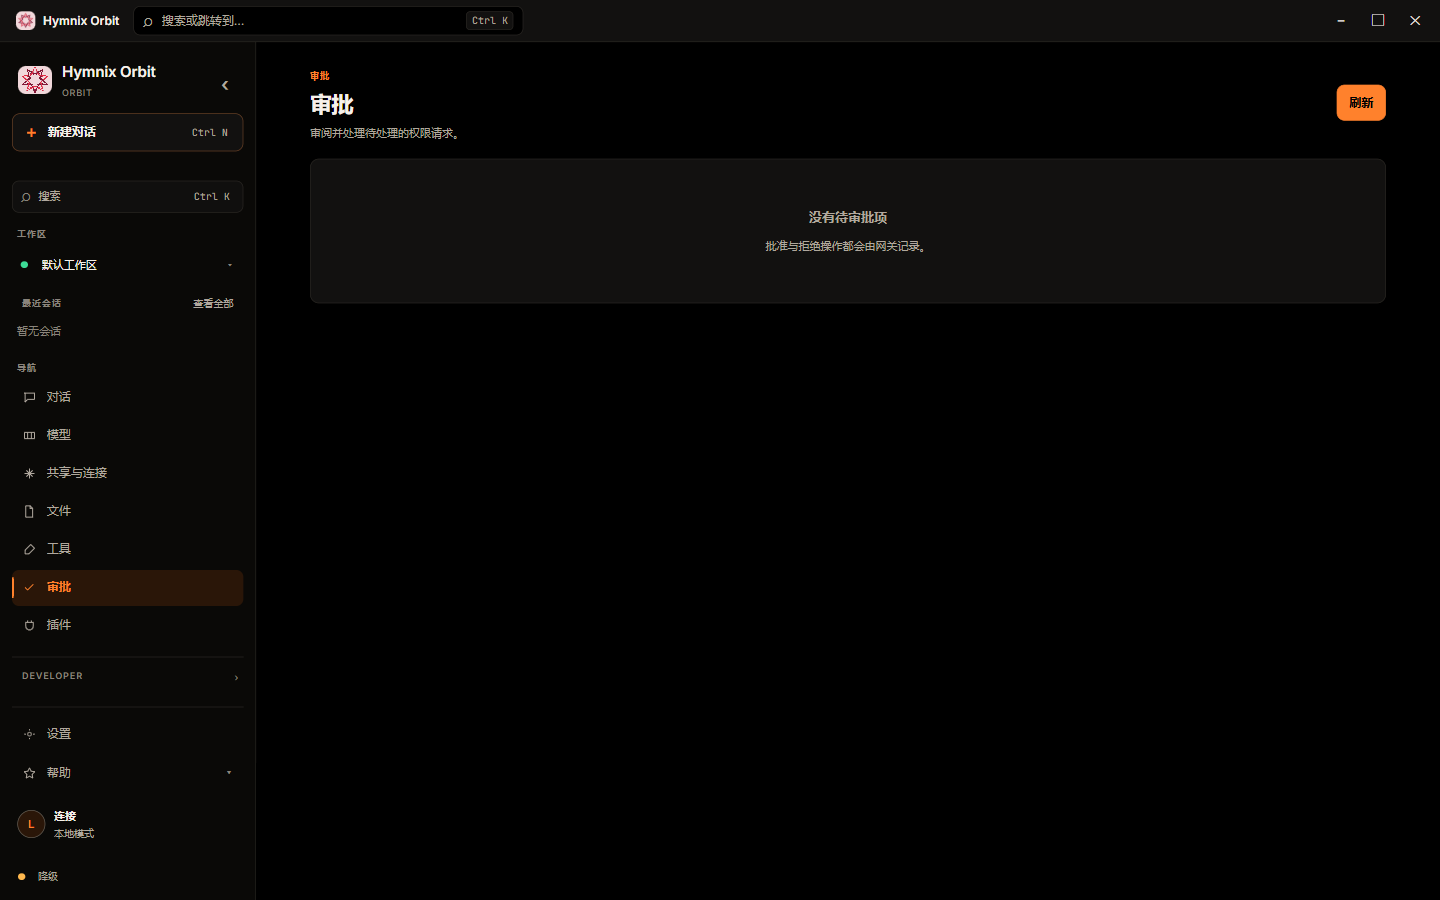 Hymnix Orbit
搜索或跳转到... Ctrl K
Hymnix Orbit
ORBIT
新建对话 Ctrl N
搜索 Ctrl K
工作区
默认工作区
最近会话 查看全部
暂无会话
导航
对话
模型
共享与连接
文件
工具
审批
插件
DEVELOPER
设置
帮助
L
连接
本地模式
降级
审批
审批
审阅并处理待处理的权限请求。
刷新
没有待审批项
批准与拒绝操作都会由网关记录。